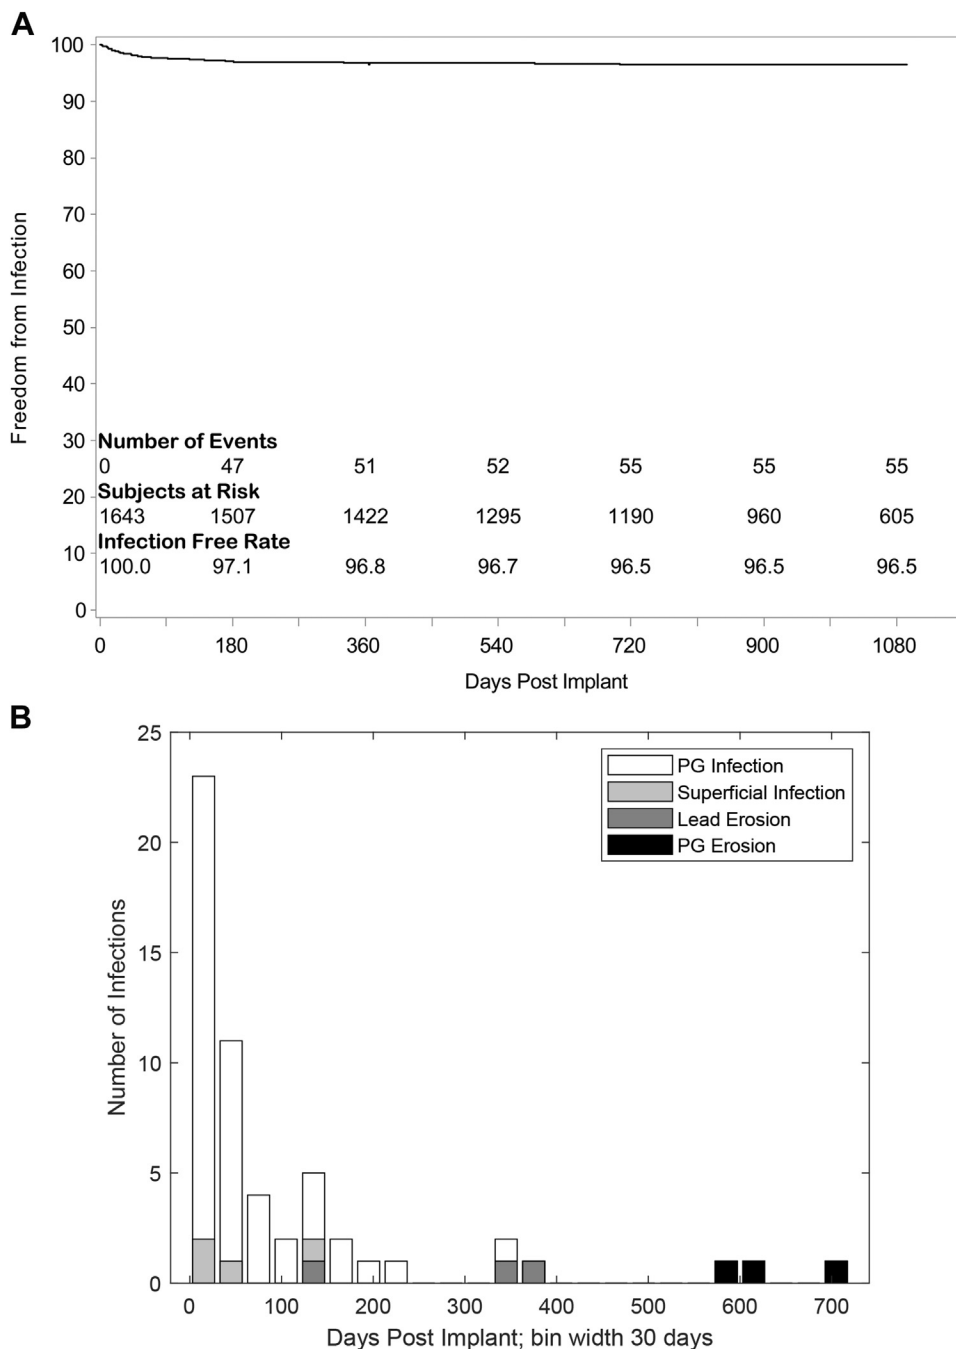 A
100
90
80
70
60
50
40
30
20
10
0
Freedom from Infection
Number of Events
0 47 51 52 55 55 55
Subjects at Risk
1643 1507 1422 1295 1190 960 605
Infection Free Rate
100.0 97.1 96.8 96.7 96.5 96.5 96.5
0 180 360 540 720 900 1080
Days Post Implant
B
25
20
15
10
5
0
Number of Infections
PG Infection
Superficial Infection
Lead Erosion
PG Erosion
0 100 200 300 400 500 600 700
Days Post Implant; bin width 30 days